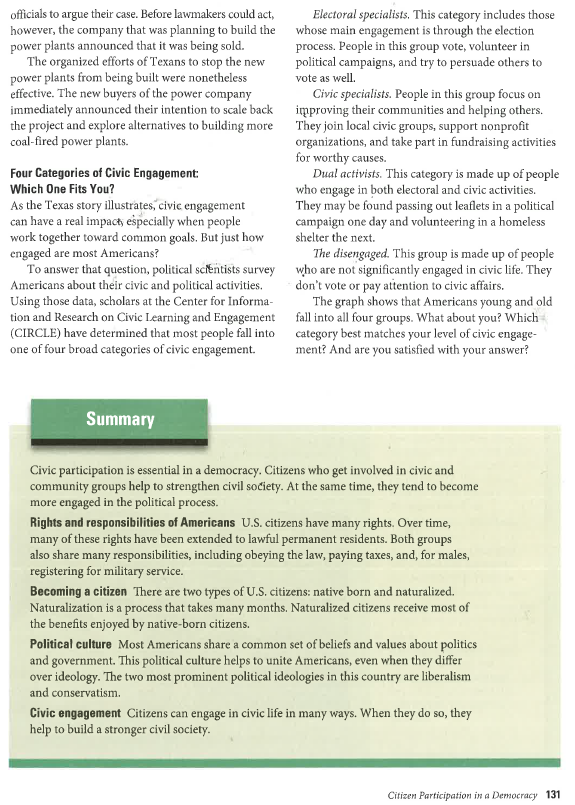 officials to argue their case. Before lawmakers could act,
however, the company that was planning to build the
power plants announced that it was being sold.
The organized efforts of Texans to stop the new
power plants from being built were nonetheless
effective. The new buyers of the power company
immediately announced their intention to scale back
the project and explore alternatives to building more
coal-fired power plants.
Four Categories of Civic Engagement:
Which One Fits You?
As the Texas story illustrates, civic engagement
can have a real impact, especially when people
work together toward common goals. But just how
engaged are most Americans?
To answer that question, political scientists survey
Americans about their civic and political activities.
Using those data, scholars at the Center for Informa-
tion and Research on Civic Learning and Engagement
(CIRCLE) have determined that most people fall into
one of four broad categories of civic engagement.
Electoral specialists. This category includes those
whose main engagement is through the election
process. People in this group vote, volunteer in
political campaigns, and try to persuade others to
vote as well.
Civic specialists. People in this group focus on
improving their communities and helping others.
They join local civic groups, support nonprofit
organizations, and take part in fundraising activities
for worthy causes.
Dual activists. This category is made up of people
who engage in both electoral and civic activities.
They may be found passing out leaflets in a political
campaign one day and volunteering in a homeless
shelter the next.
The disengaged. This group is made up of people
who are not significantly engaged in civic life. They
don't vote or pay attention to civic affairs.
The graph shows that Americans young and old
fall into all four groups. What about you? Which
category best matches your level of civic engage-
ment? And are you satisfied with your answer?
Summary
Civic participation is essential in a democracy. Citizens who get involved in civic and
community groups help to strengthen civil society. At the same time, they tend to become
more engaged in the political process.
Rights and responsibilities of Americans U.S. citizens have many rights. Over time,
many of these rights have been extended to lawful permanent residents. Both groups
also share many responsibilities, including obeying the law, paying taxes, and, for males,
registering for military service.
Becoming a citizen There are two types of U.S. citizens: native born and naturalized.
Naturalization is a process that takes many months. Naturalized citizens receive most of
the benefits enjoyed by native-born citizens.
Political culture Most Americans share a common set of beliefs and values about politics
and government. This political culture helps to unite Americans, even when they differ
over ideology. The two most prominent political ideologies in this country are liberalism
and conservatism.
Civic engagement Citizens can engage in civic life in many ways. When they do so, they
help to build a stronger civil society.
Citizen Participation in a Democracy 131